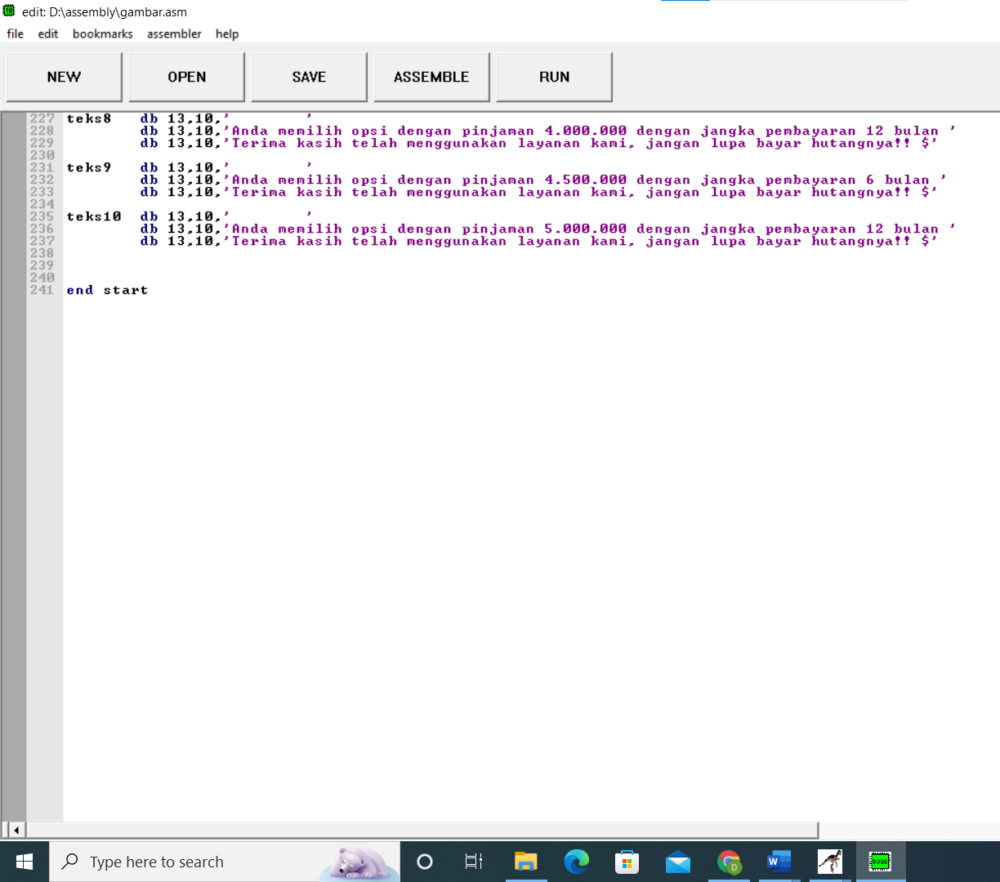 edit: D:\assembly\gambar.asm
file edit bookmarks assembler help
NEW OPEN SAVE ASSEMBLE RUN
227 teks8 db 13,10,' '
228 db 13,10,'Anda memilih opsi dengan pinjaman 4.000.000 dengan jangka pembayaran 12 bulan '
229 db 13,10,'Terima kasih telah menggunakan layanan kami, jangan lupa bayar hutangnya!! $'
230
231 teks9 db 13,10,' '
232 db 13,10,'Anda memilih opsi dengan pinjaman 4.500.000 dengan jangka pembayaran 6 bulan '
233 db 13,10,'Terima kasih telah menggunakan layanan kami, jangan lupa bayar hutangnya!! $'
234
235 teks10 db 13,10,' '
236 db 13,10,'Anda memilih opsi dengan pinjaman 5.000.000 dengan jangka pembayaran 12 bulan '
237 db 13,10,'Terima kasih telah menggunakan layanan kami, jangan lupa bayar hutangnya!! $'
238
239
240
241 end start
Type here to search
D
W
8086